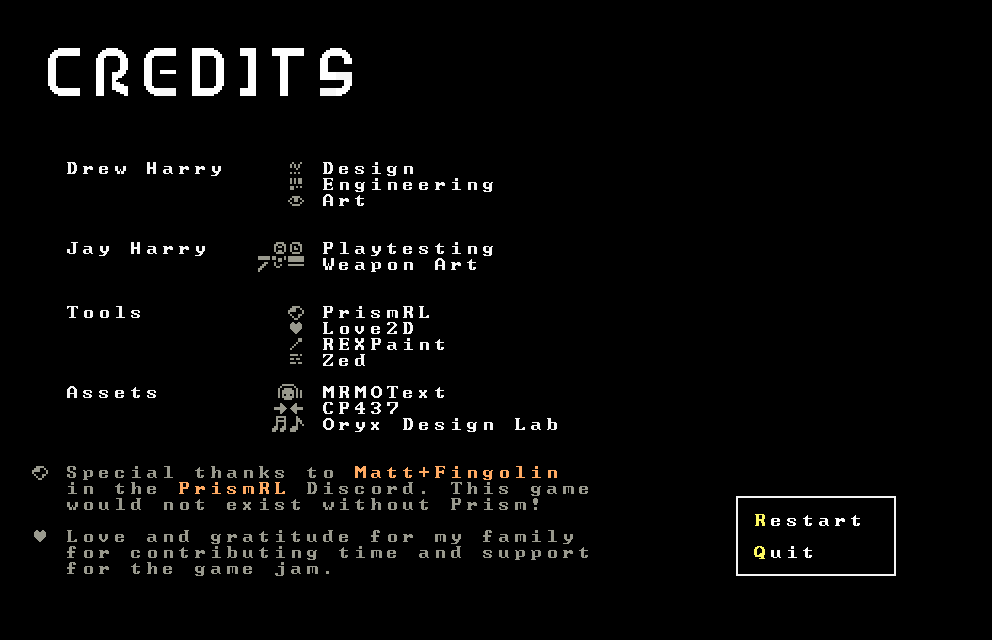 CREDITS
Drew Harry Design
Engineering
Art
Jay Harry Playtesting
Weapon Art
Tools PrismRL
Love2D
REXPaint
Zed
Assets MRMOText
CP437
Oryx Design Lab
Special thanks to Matt+Fingolin
in the PrismRL Discord. This game
would not exist without Prism!
Love and gratitude for my family
for contributing time and support
for the game jam.
Restart
Quit